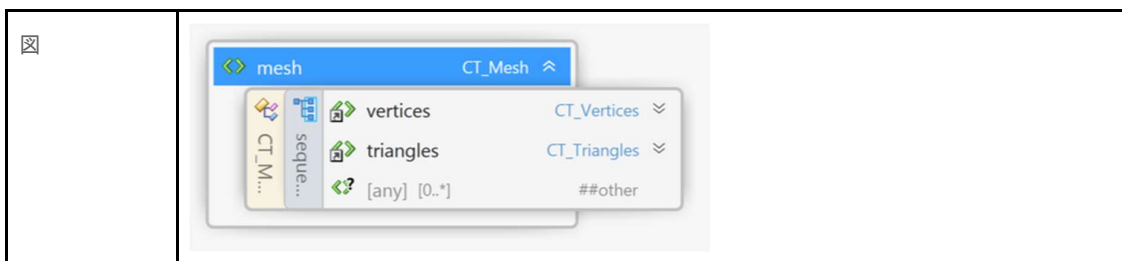 図
mesh CT_Mesh
vertices CT_Vertices
triangles CT_Triangles
[any] [0..*] ##other
CT_M...
seque...